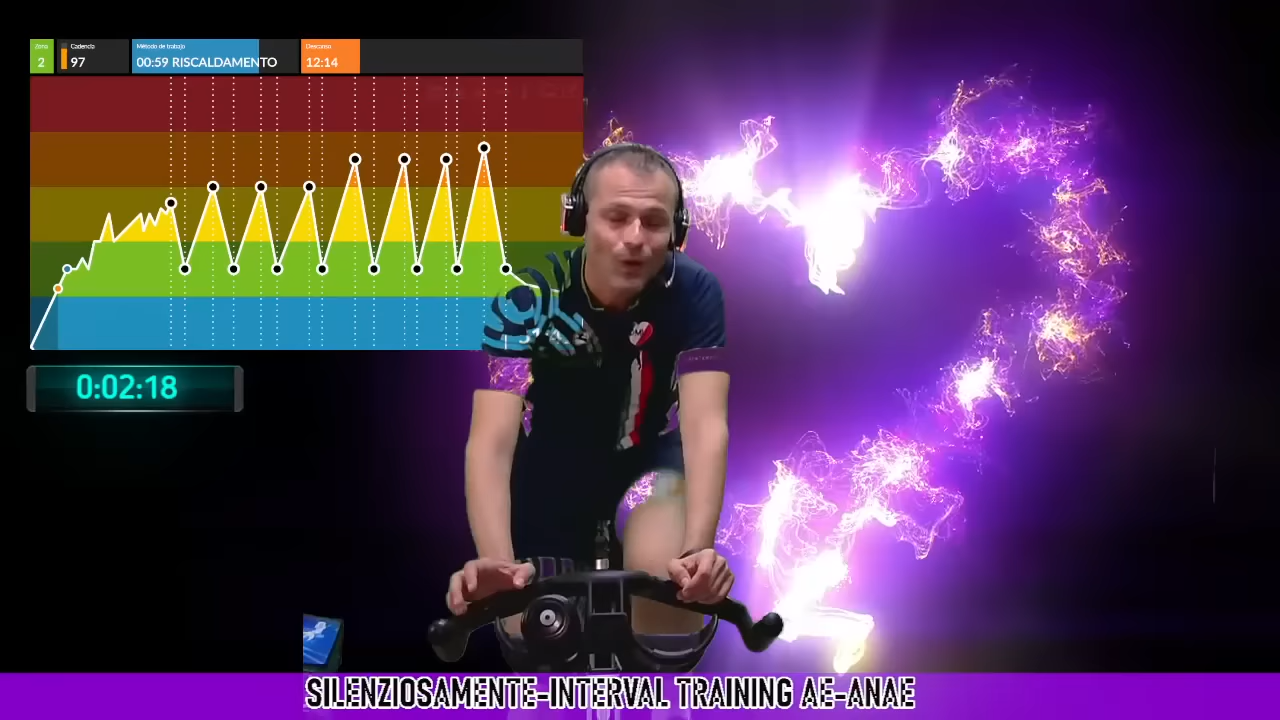 Zona
2
Cadencia
97
Método de trabajo
00:59 RISCALDAMENTO
Descanso
12:14
0:02:18
SILENZIOSAMENTE-INTERVAL TRAINING AE-ANAE